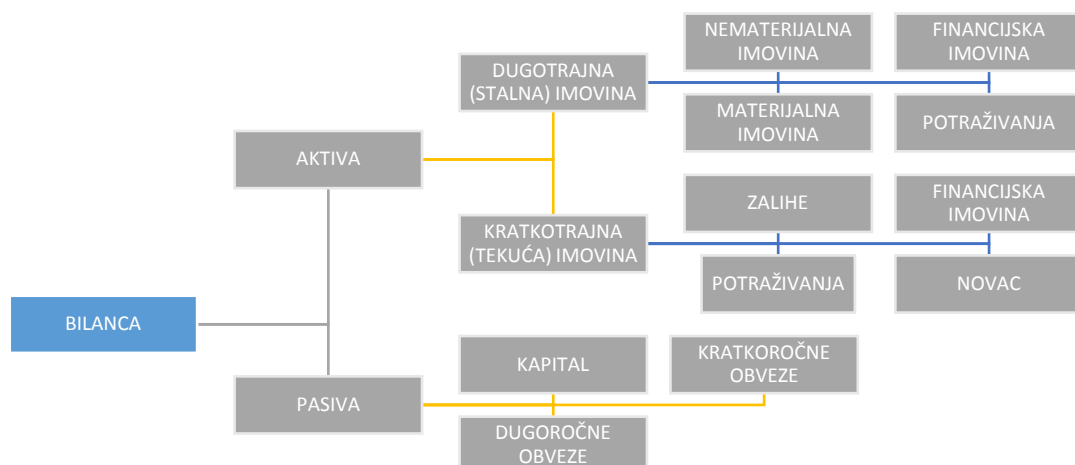 NEMATERIJALNA
IMOVINA
FINANCIJSKA
IMOVINA
DUGOTRAJNA
(STALNA) IMOVINA
MATERIJALNA
IMOVINA
POTRAŽIVANJA
AKTIVA
ZALIHE
FINANCIJSKA
IMOVINA
KRATKOTRAJNA
(TEKUĆA) IMOVINA
POTRAŽIVANJA
NOVAC
BILANCA
KAPITAL
KRATKOROČNE
OBVEZE
PASIVA
DUGOROČNE
OBVEZE